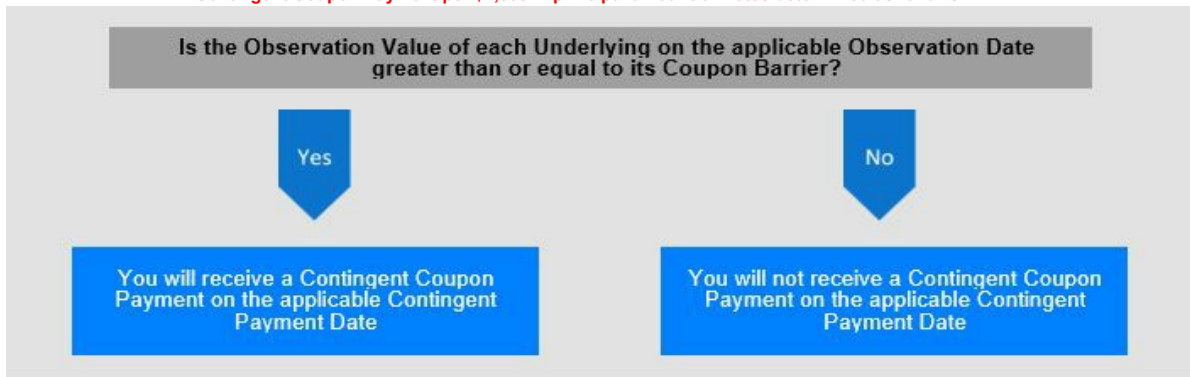 Is the Observation Value of each Underlying on the applicable Observation Date
greater than or equal to its Coupon Barrier?
Yes
No
You will receive a Contingent Coupon
Payment on the applicable Contingent
Payment Date
You will not receive a Contingent Coupon
Payment on the applicable Contingent
Payment Date